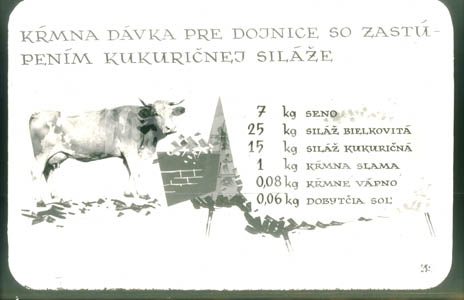 KŔMNA DÁVKA PRE DOJNICE SO ZASTÚ-
PENÍM KUKURIČNEJ SILÁŽE
7 kg SENO
25 kg SILÁŽ BIELKOVITÁ
15 kg SILÁŽ KUKURIČNÁ
1 kg KŔMNA SLAMA
0,08 kg KŔMNE VÁPNO
0,06 kg DOBYTČIA SOĽ